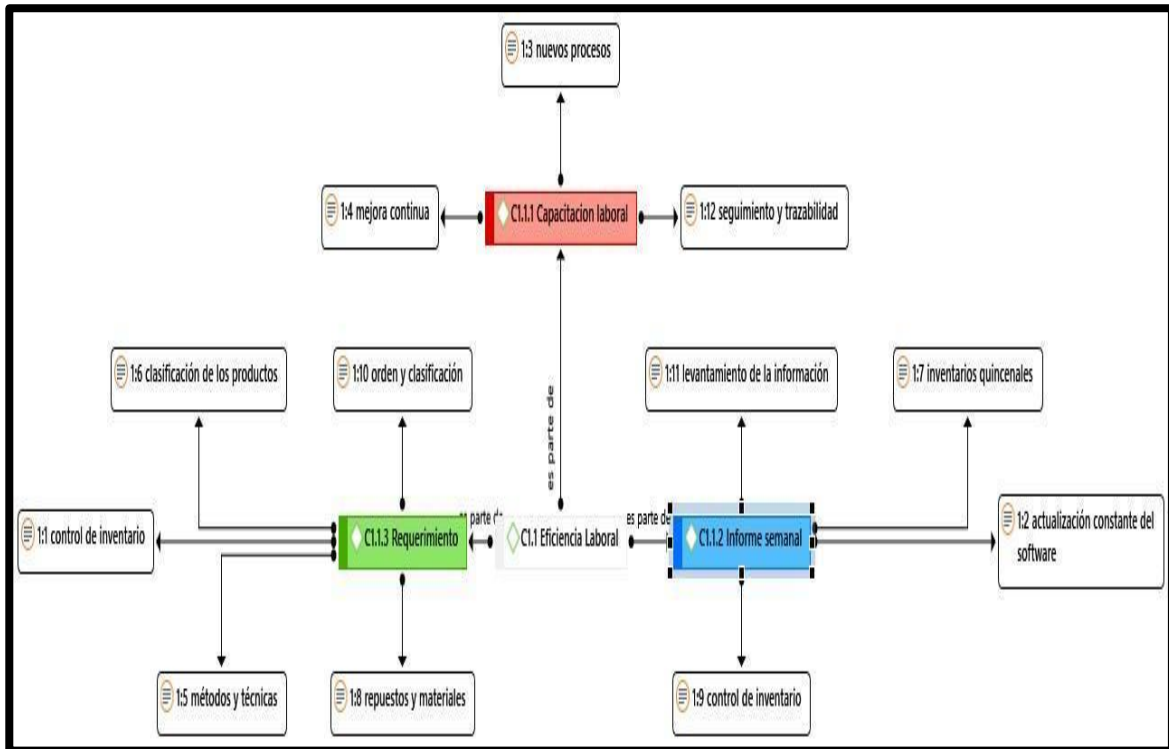 1:3 nuevos procesos
1:4 mejora continua
C1.1.1 Capacitacion laboral
1:12 seguimiento y trazabilidad
1:6 clasificación de los productos
1:10 orden y clasificación
es parte de
1:11 levantamiento de la información
1:7 inventarios quincenales
1:1 control de inventario
C1.1.3 Requerimiento
es parte de
C1.1 Eficiencia Laboral
es parte de
C1.1.2 Informe semanal
1:2 actualización constante del
software
1:5 métodos y técnicas
1:8 repuestos y materiales
1:9 control de inventario